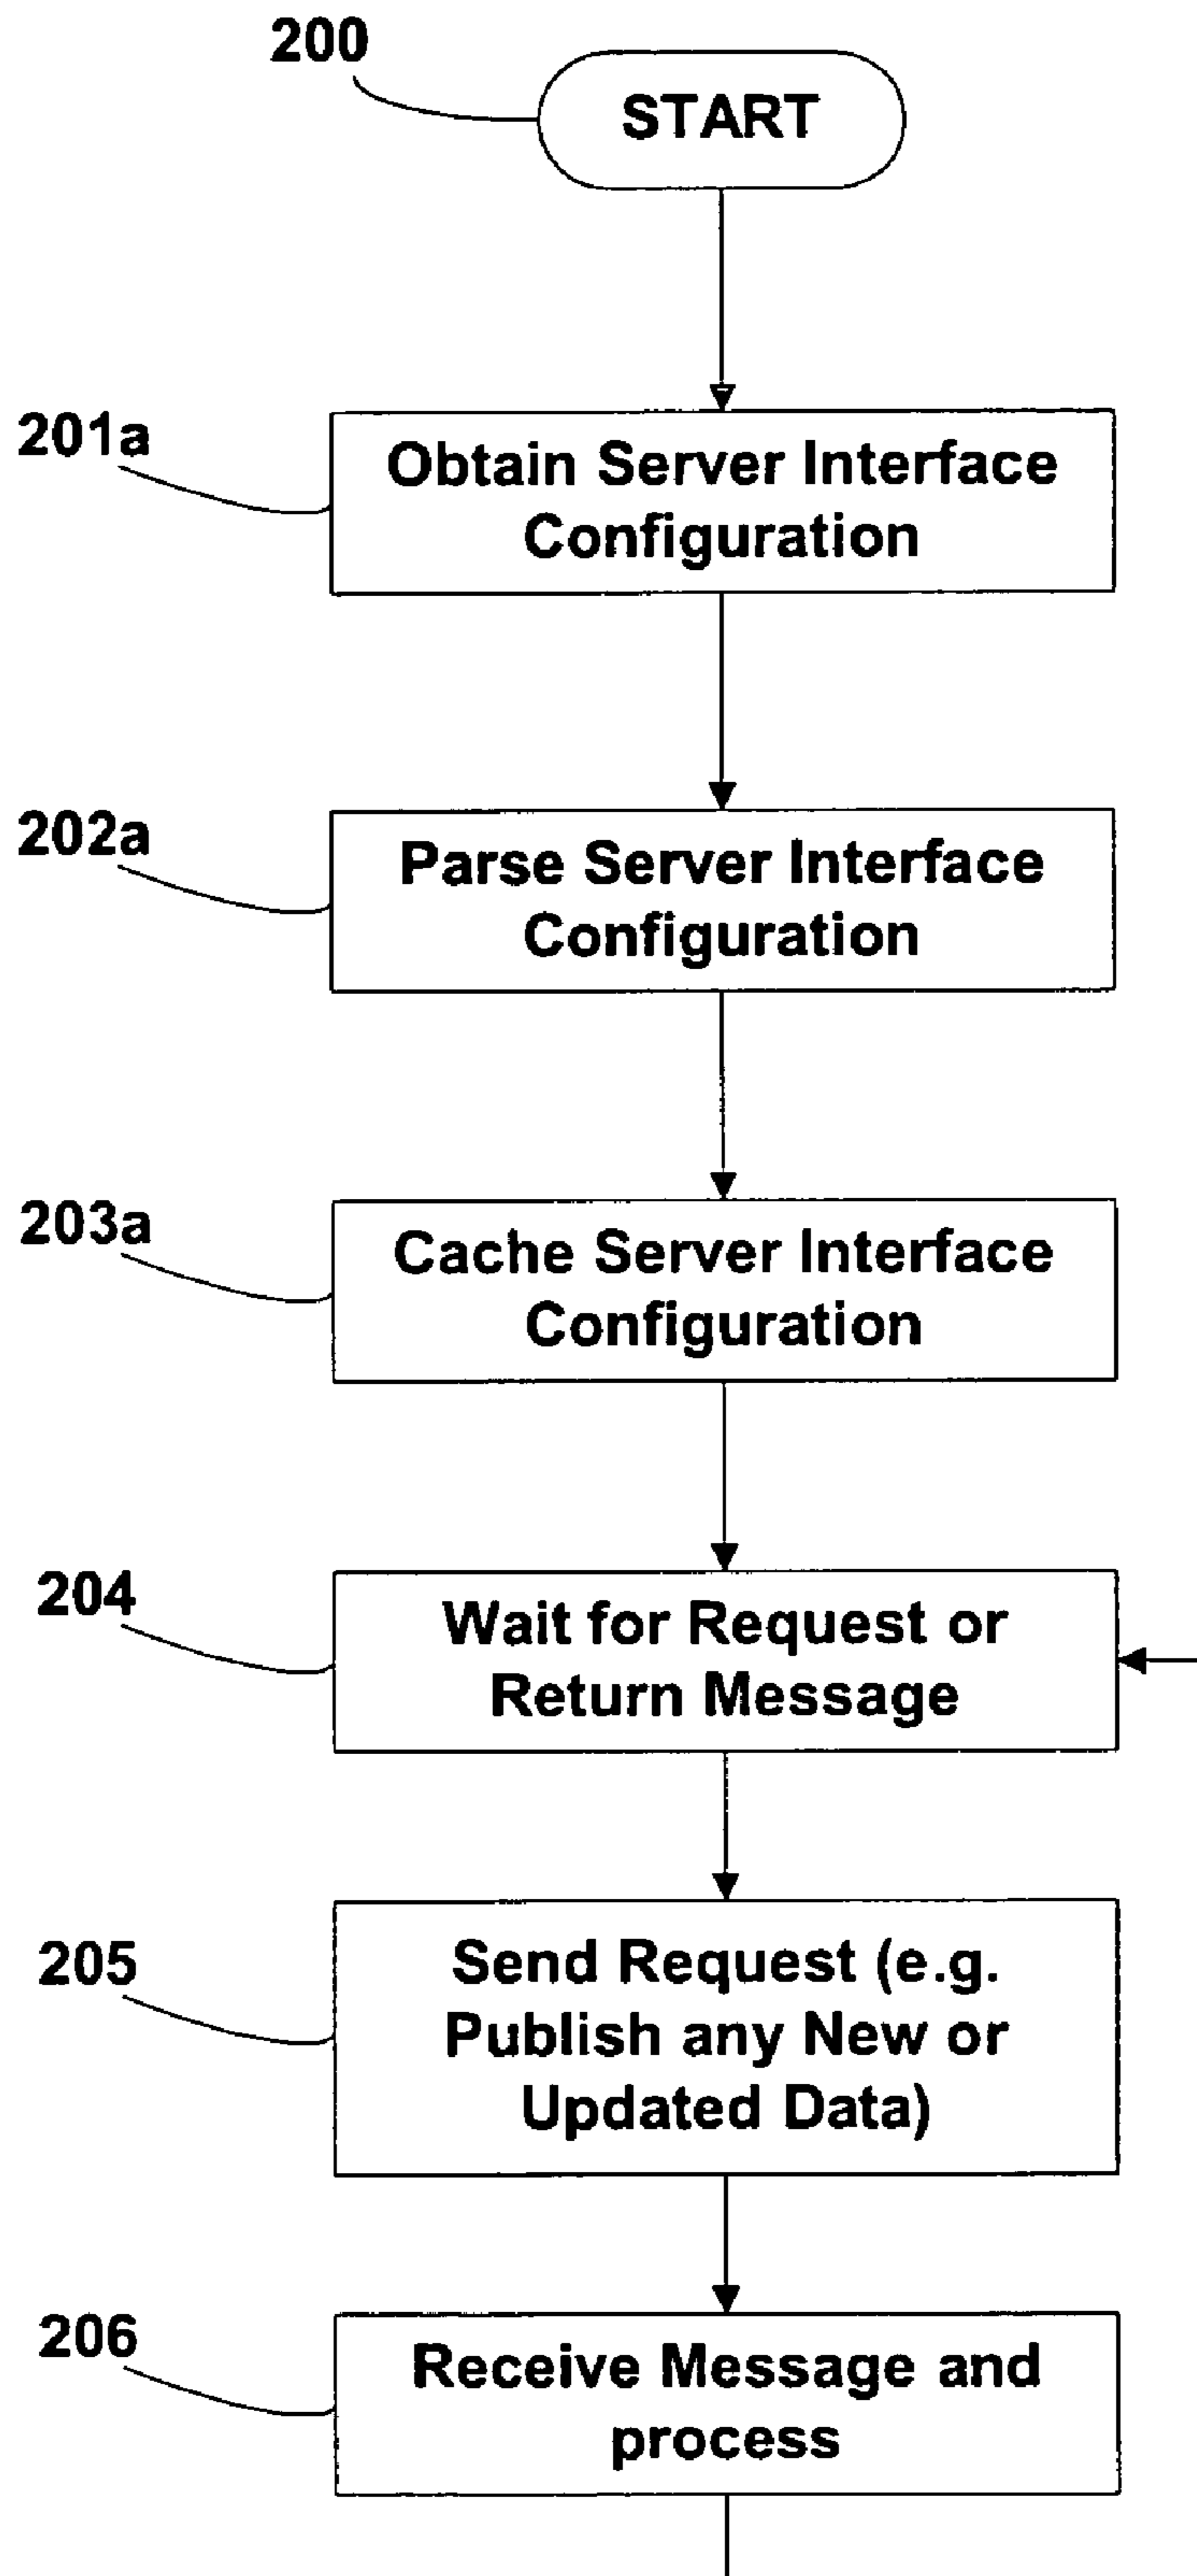 200
START
201a
Obtain Server Interface
Configuration
202a
Parse Server Interface
Configuration
203a
Cache Server Interface
Configuration
204
Wait for Request or
Return Message
205
Send Request (e.g.
Publish any New or
Updated Data)
206
Receive Message and
process